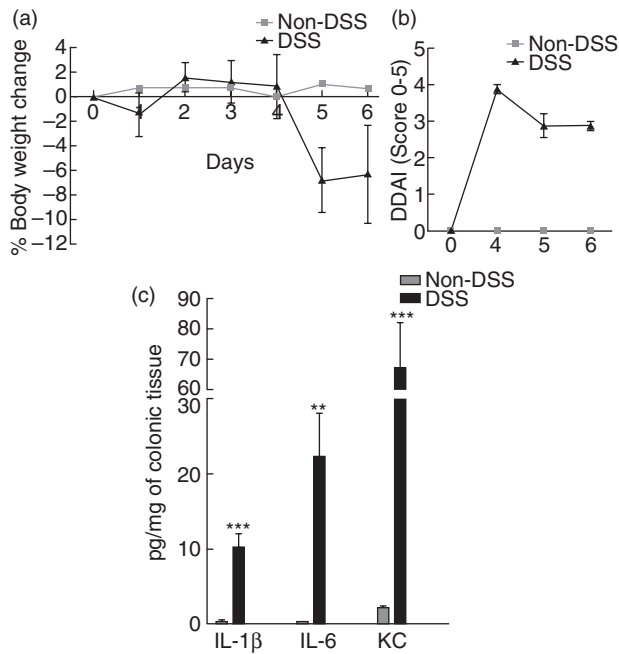 (a)
Non-DSS
DSS
% Body weight change
4
2
0
−2
−4
−6
−8
−10
−12
0 1 2 3 4 5 6
Days
(b)
Non-DSS
DSS
DDAI (Score 0-5)
5
4
3
2
1
0
0 4 5 6
(c)
Non-DSS
DSS
pg/mg of colonic tissue
90
80
70
60
30
20
10
0
***
**
***
IL-1β IL-6 KC